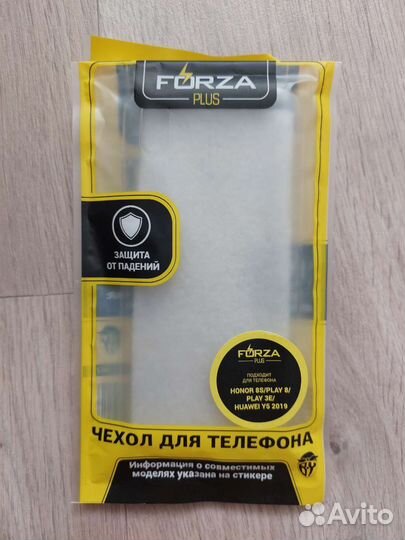 FORZA
PLUS
ЗАЩИТА
ОТ ПАДЕНИЙ
FORZA
PLUS
ПОДХОДИТ
ДЛЯ ТЕЛЕФОНА
HONOR 8S/PLAY 8/
PLAY 3E/
HUAWEI Y5 2019
ЧЕХОЛ ДЛЯ ТЕЛЕФОНА
Информация о совместимых
моделях указана на стикере
Avito